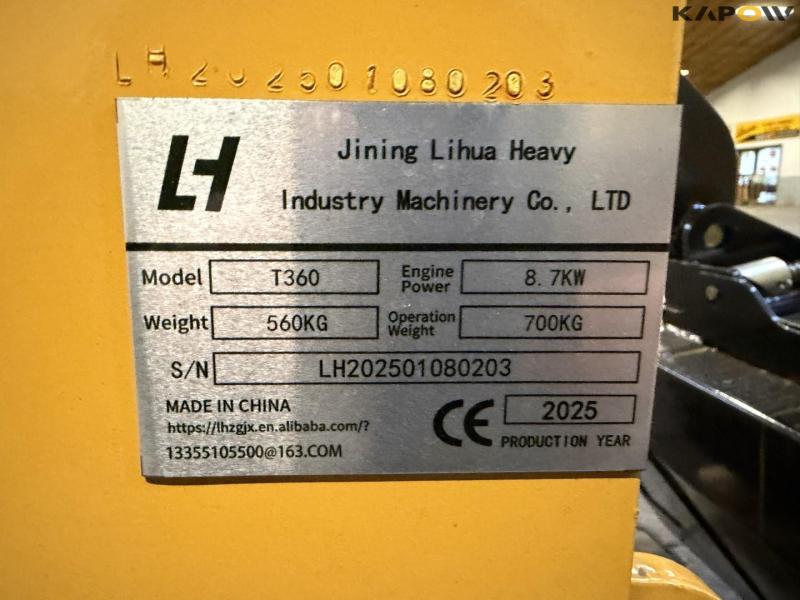 KAPOW
LH202501080203
LH
Jining Lihua Heavy
Industry Machinery Co., LTD
Model T360 Engine Power 8.7KW
Weight 560KG Operation Weight 700KG
S/N LH202501080203
MADE IN CHINA
https://lhzgjx.en.alibaba.com/?
13355105500@163.COM
CE 2025
PRODUCTION YEAR